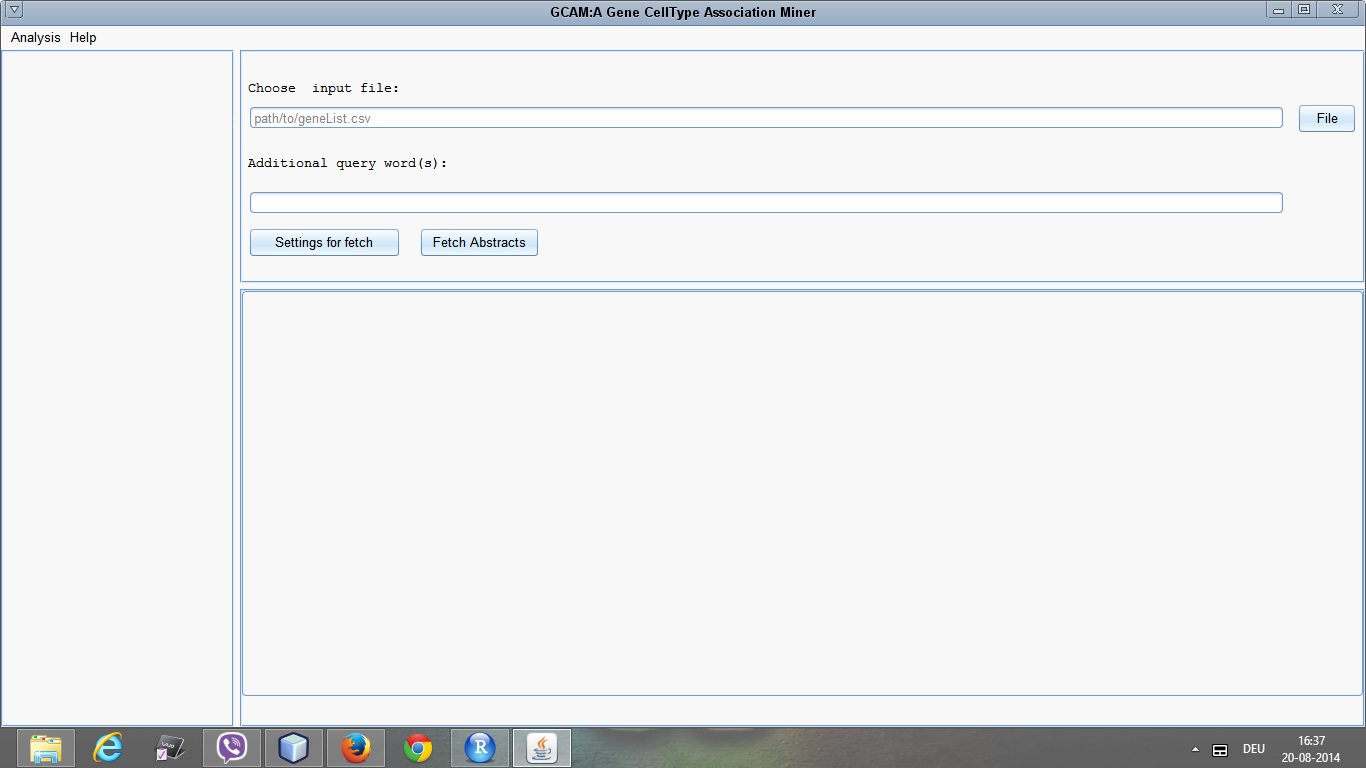 GCAM:A Gene CellType Association Miner
Analysis Help
Choose  input file:
path/to/geneList.csv
File
Additional query word(s):
Settings for fetch
Fetch Abstracts
R
DEU
16:37
20-08-2014